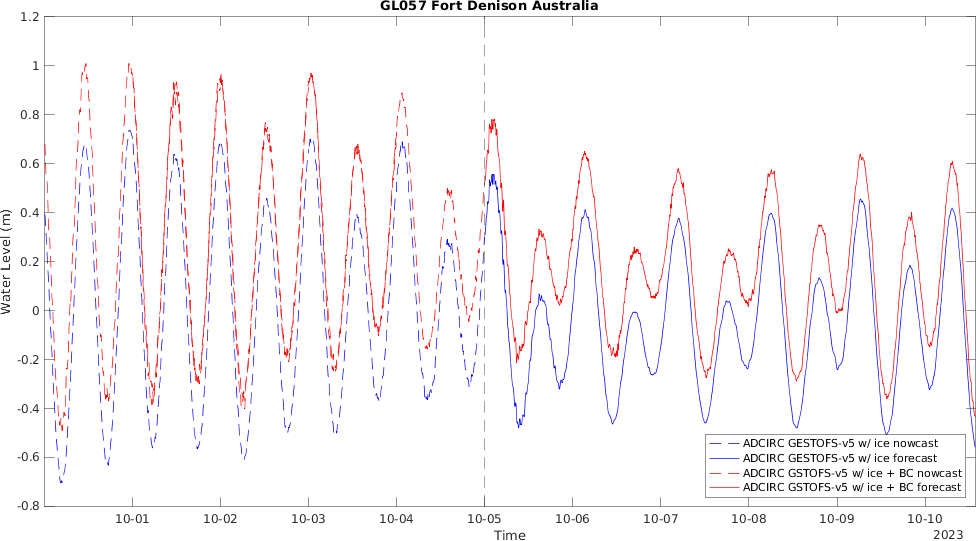 GL057 Fort Denison Australia
1.2
1
0.8
0.6
0.4
0.2
0
-0.2
-0.4
-0.6
-0.8
Water Level (m)
ADCIRC GESTOFS-v5 w/ ice nowcast
ADCIRC GESTOFS-v5 w/ ice forecast
ADCIRC GSTOFS-v5 w/ ice + BC nowcast
ADCIRC GSTOFS-v5 w/ ice + BC forecast
10-01 10-02 10-03 10-04 10-05 10-06 10-07 10-08 10-09 10-10
Time
2023